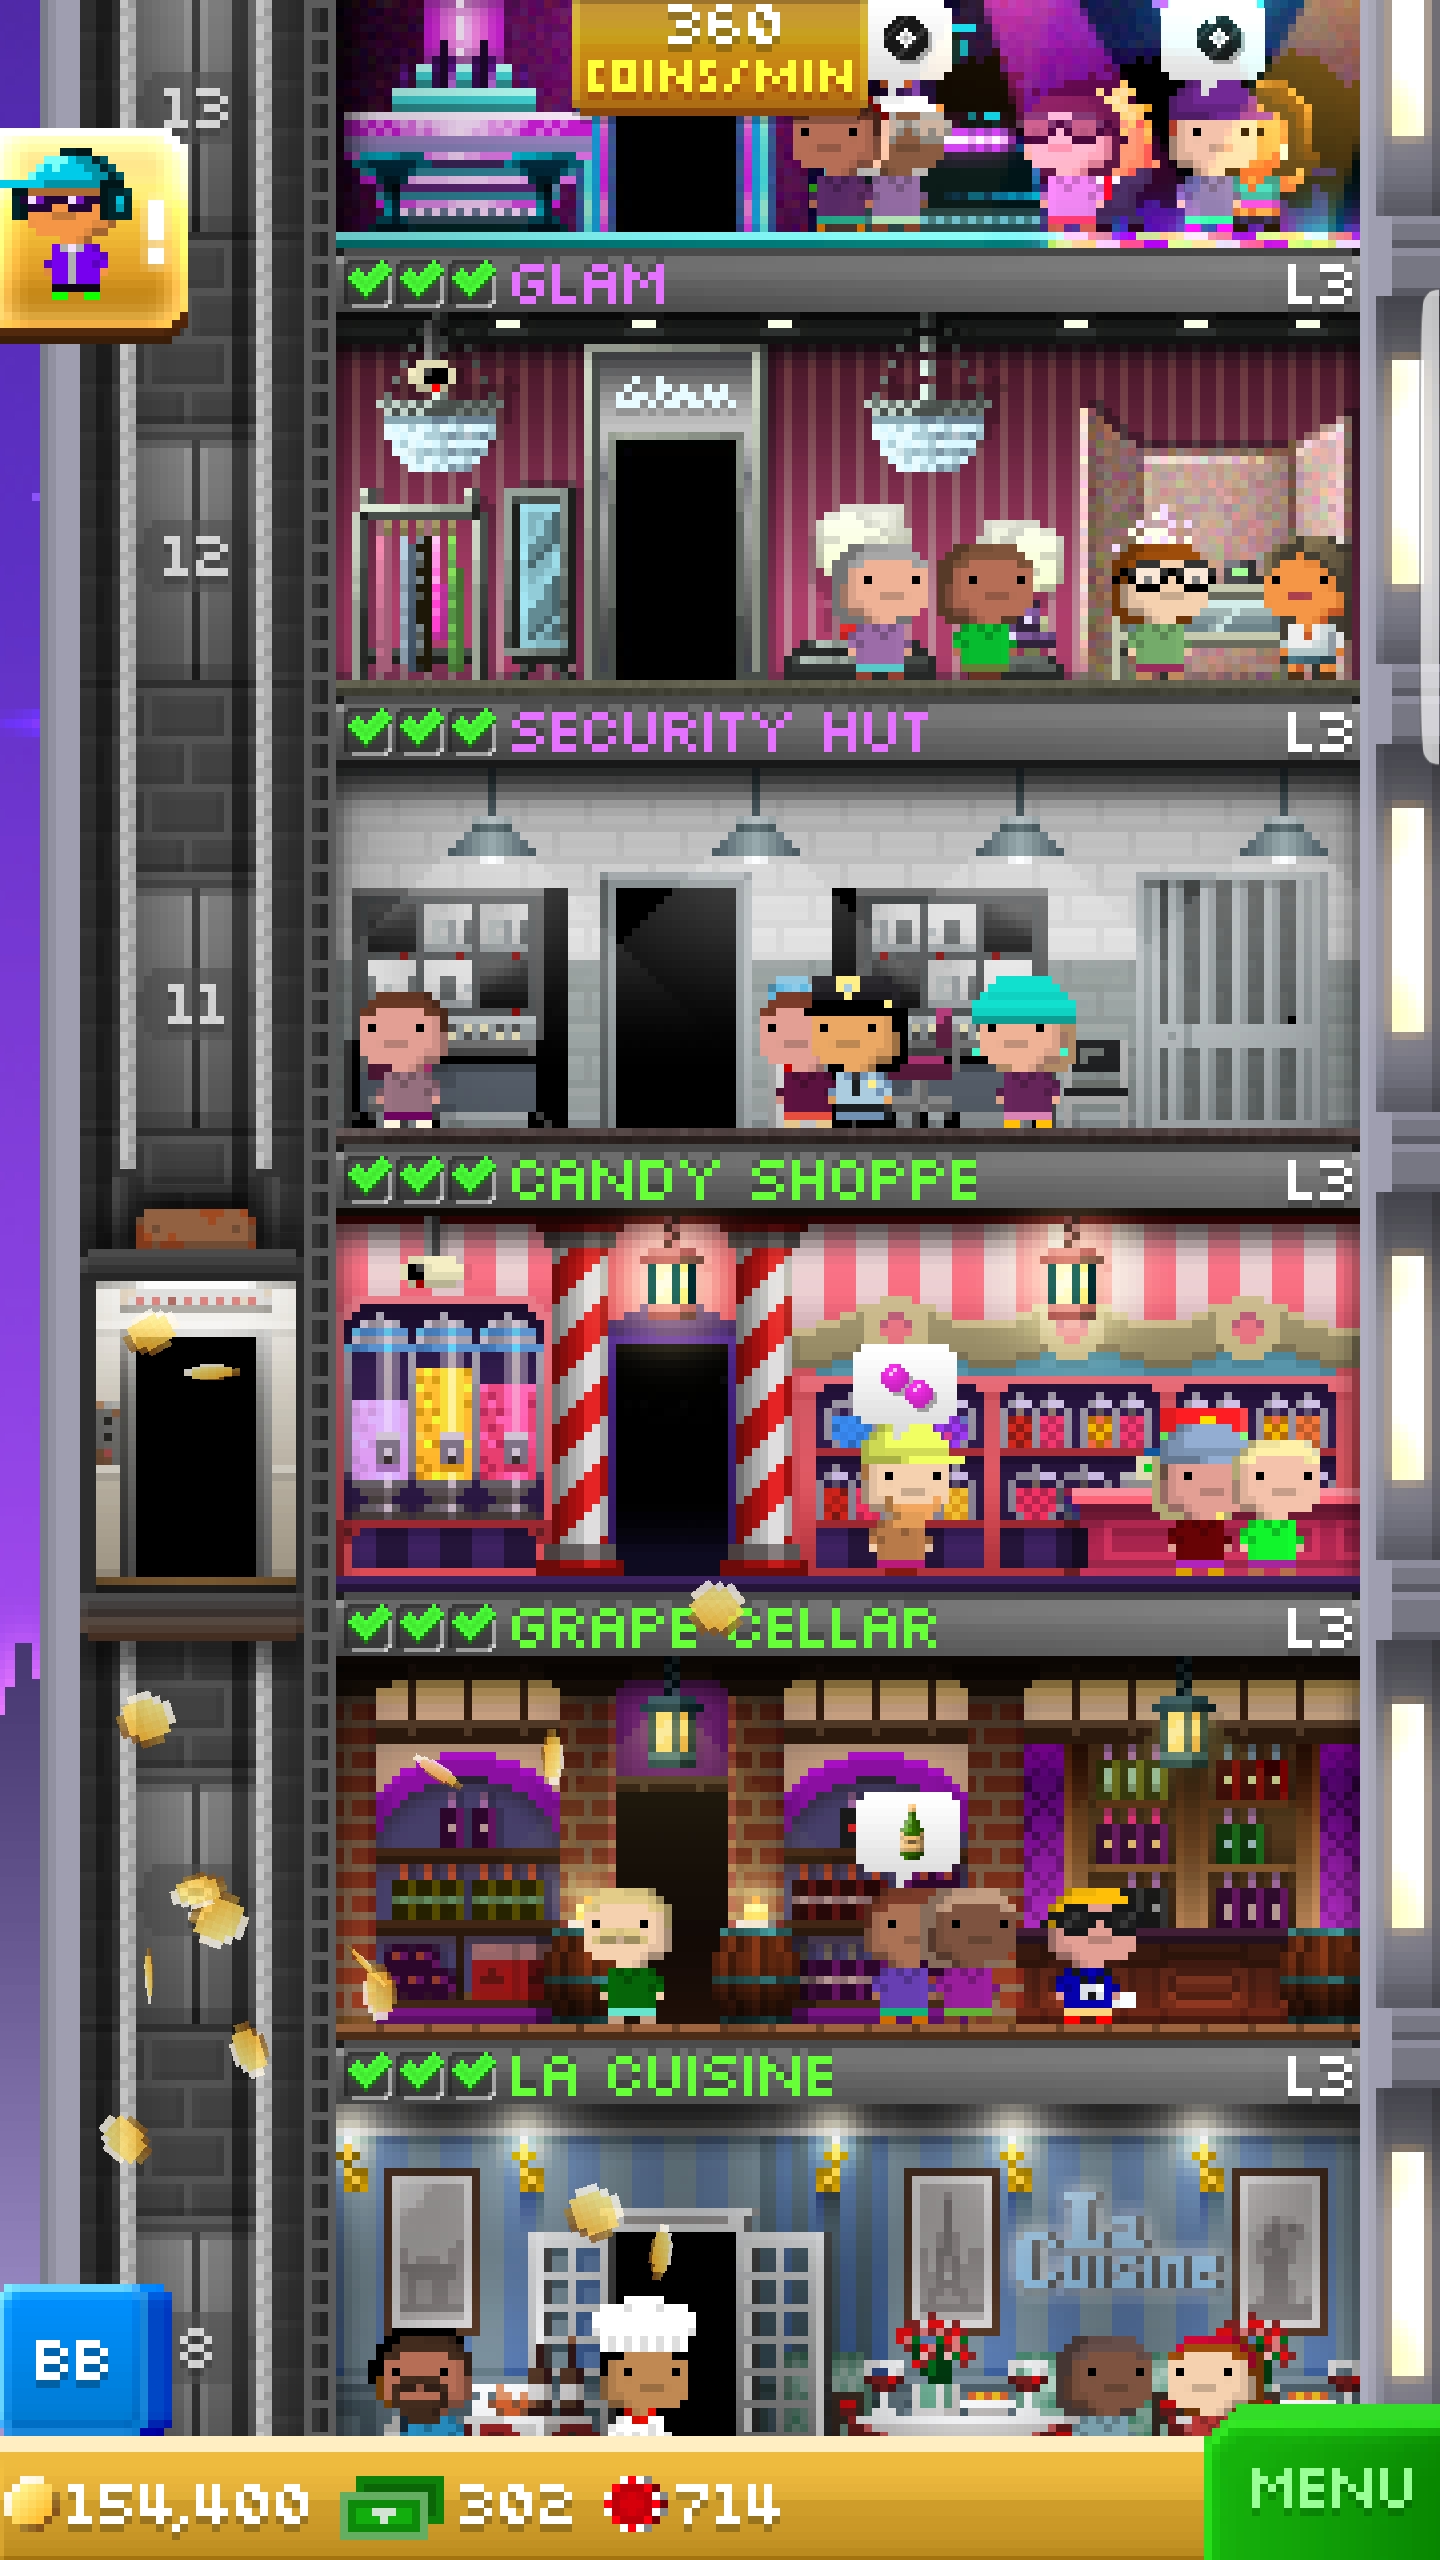 360
COINS/MIN
13
GLAM L3
Glam
12
SECURITY HUT L3
11
CANDY SHOPPE L3
GRAPE CELLAR L3
LA CUISINE L3
La
Cuisine
BB
8
154,400 302 714
MENU